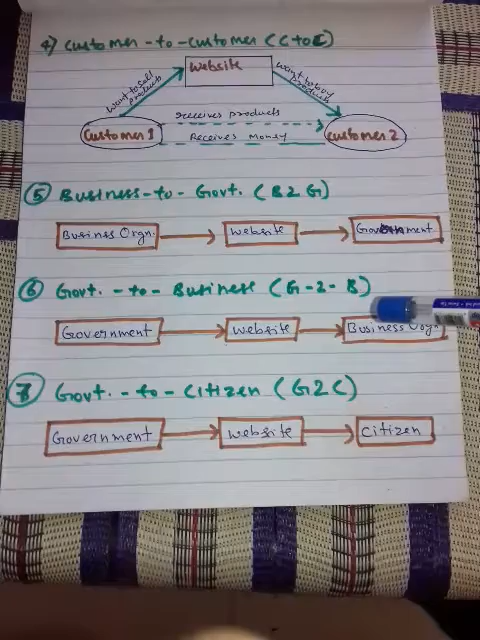 4) Customer-to-Customer (C to C)
Website
want to sell products
want to buy products
receives products
Customer 1
Receives Money
Customer 2
5 Business-to-Govt. (B2G)
Businss Orgn.
Website
6 Govt.-to-Business (G-2-B)
Government
Website
Business Orgn
7 Govt.-to-Citizen (G2C)
Government
Website
Citizen